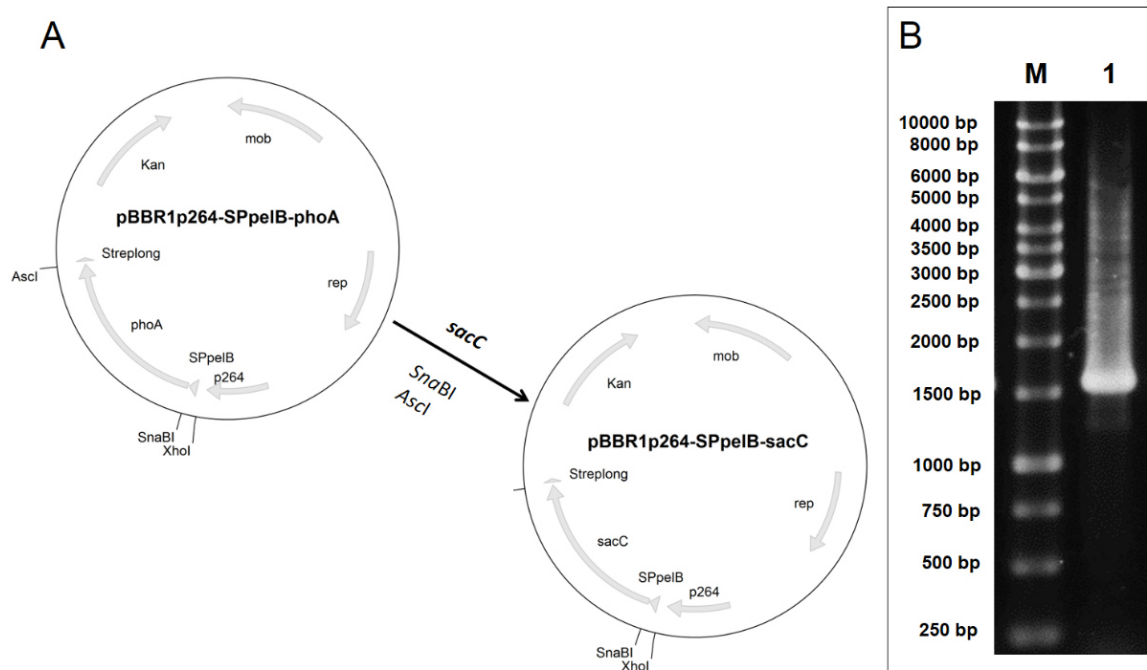 A
mob
Kan
pBBR1p264-SPpelB-phoA
Streplong
AscI
rep
phoA
SPpelB
p264
SnaBI
XhoI
sacC
SnaBI
AscI
mob
Kan
pBBR1p264-SPpelB-sacC
Streplong
rep
sacC
SPpelB
p264
SnaBI
XhoI
B
M 1
10000 bp
8000 bp
6000 bp
5000 bp
4000 bp
3500 bp
3000 bp
2500 bp
2000 bp
1500 bp
1000 bp
750 bp
500 bp
250 bp